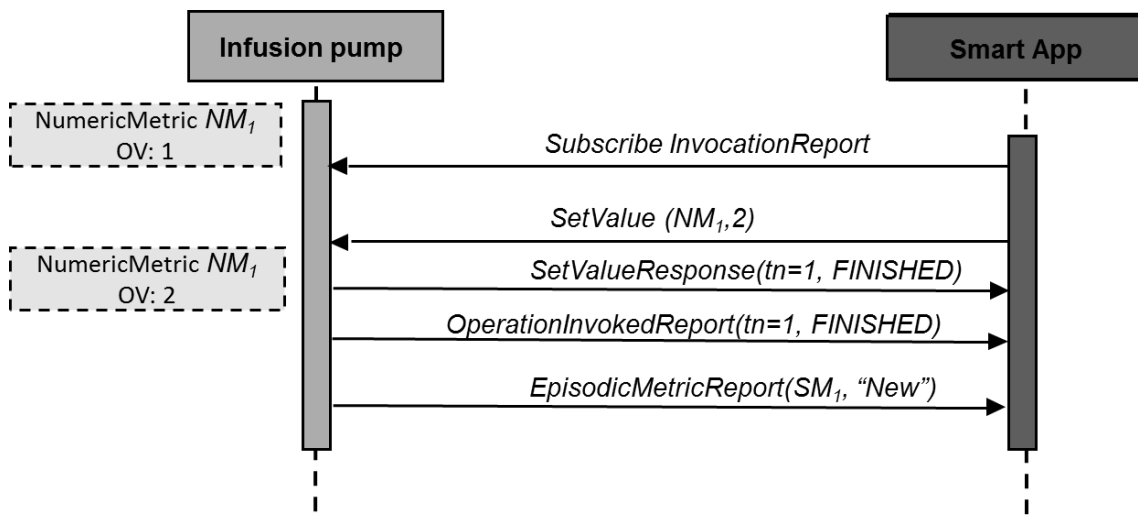 Infusion pump
Smart App
NumericMetric NM₁
OV: 1
Subscribe InvocationReport
SetValue (NM₁,2)
NumericMetric NM₁
OV: 2
SetValueResponse(tn=1, FINISHED)
OperationInvokedReport(tn=1, FINISHED)
EpisodicMetricReport(SM₁, “New”)